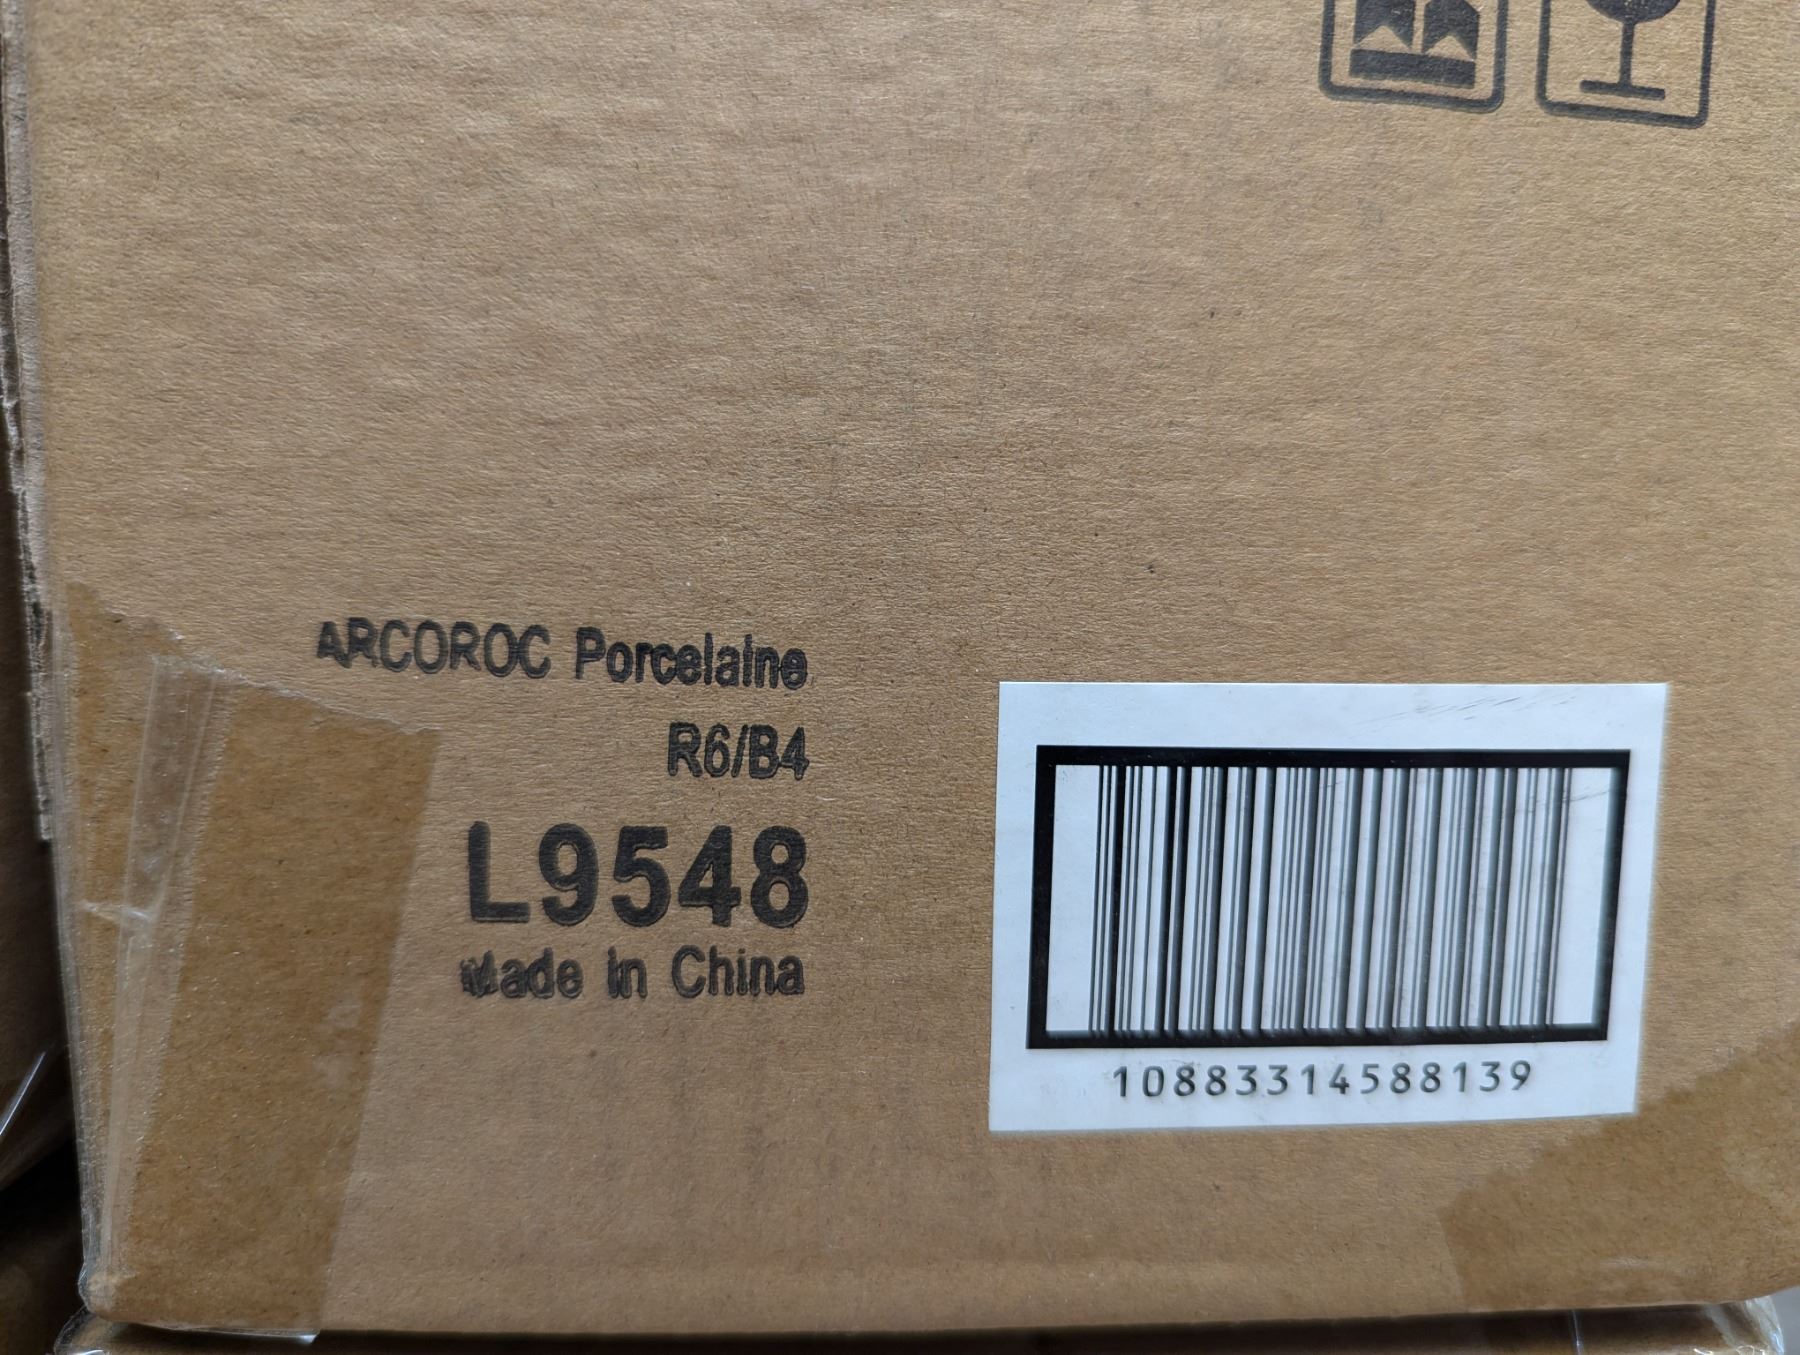 ARCOROC Porcelaine
R6/B4
L9548
Made in China
10883314588139